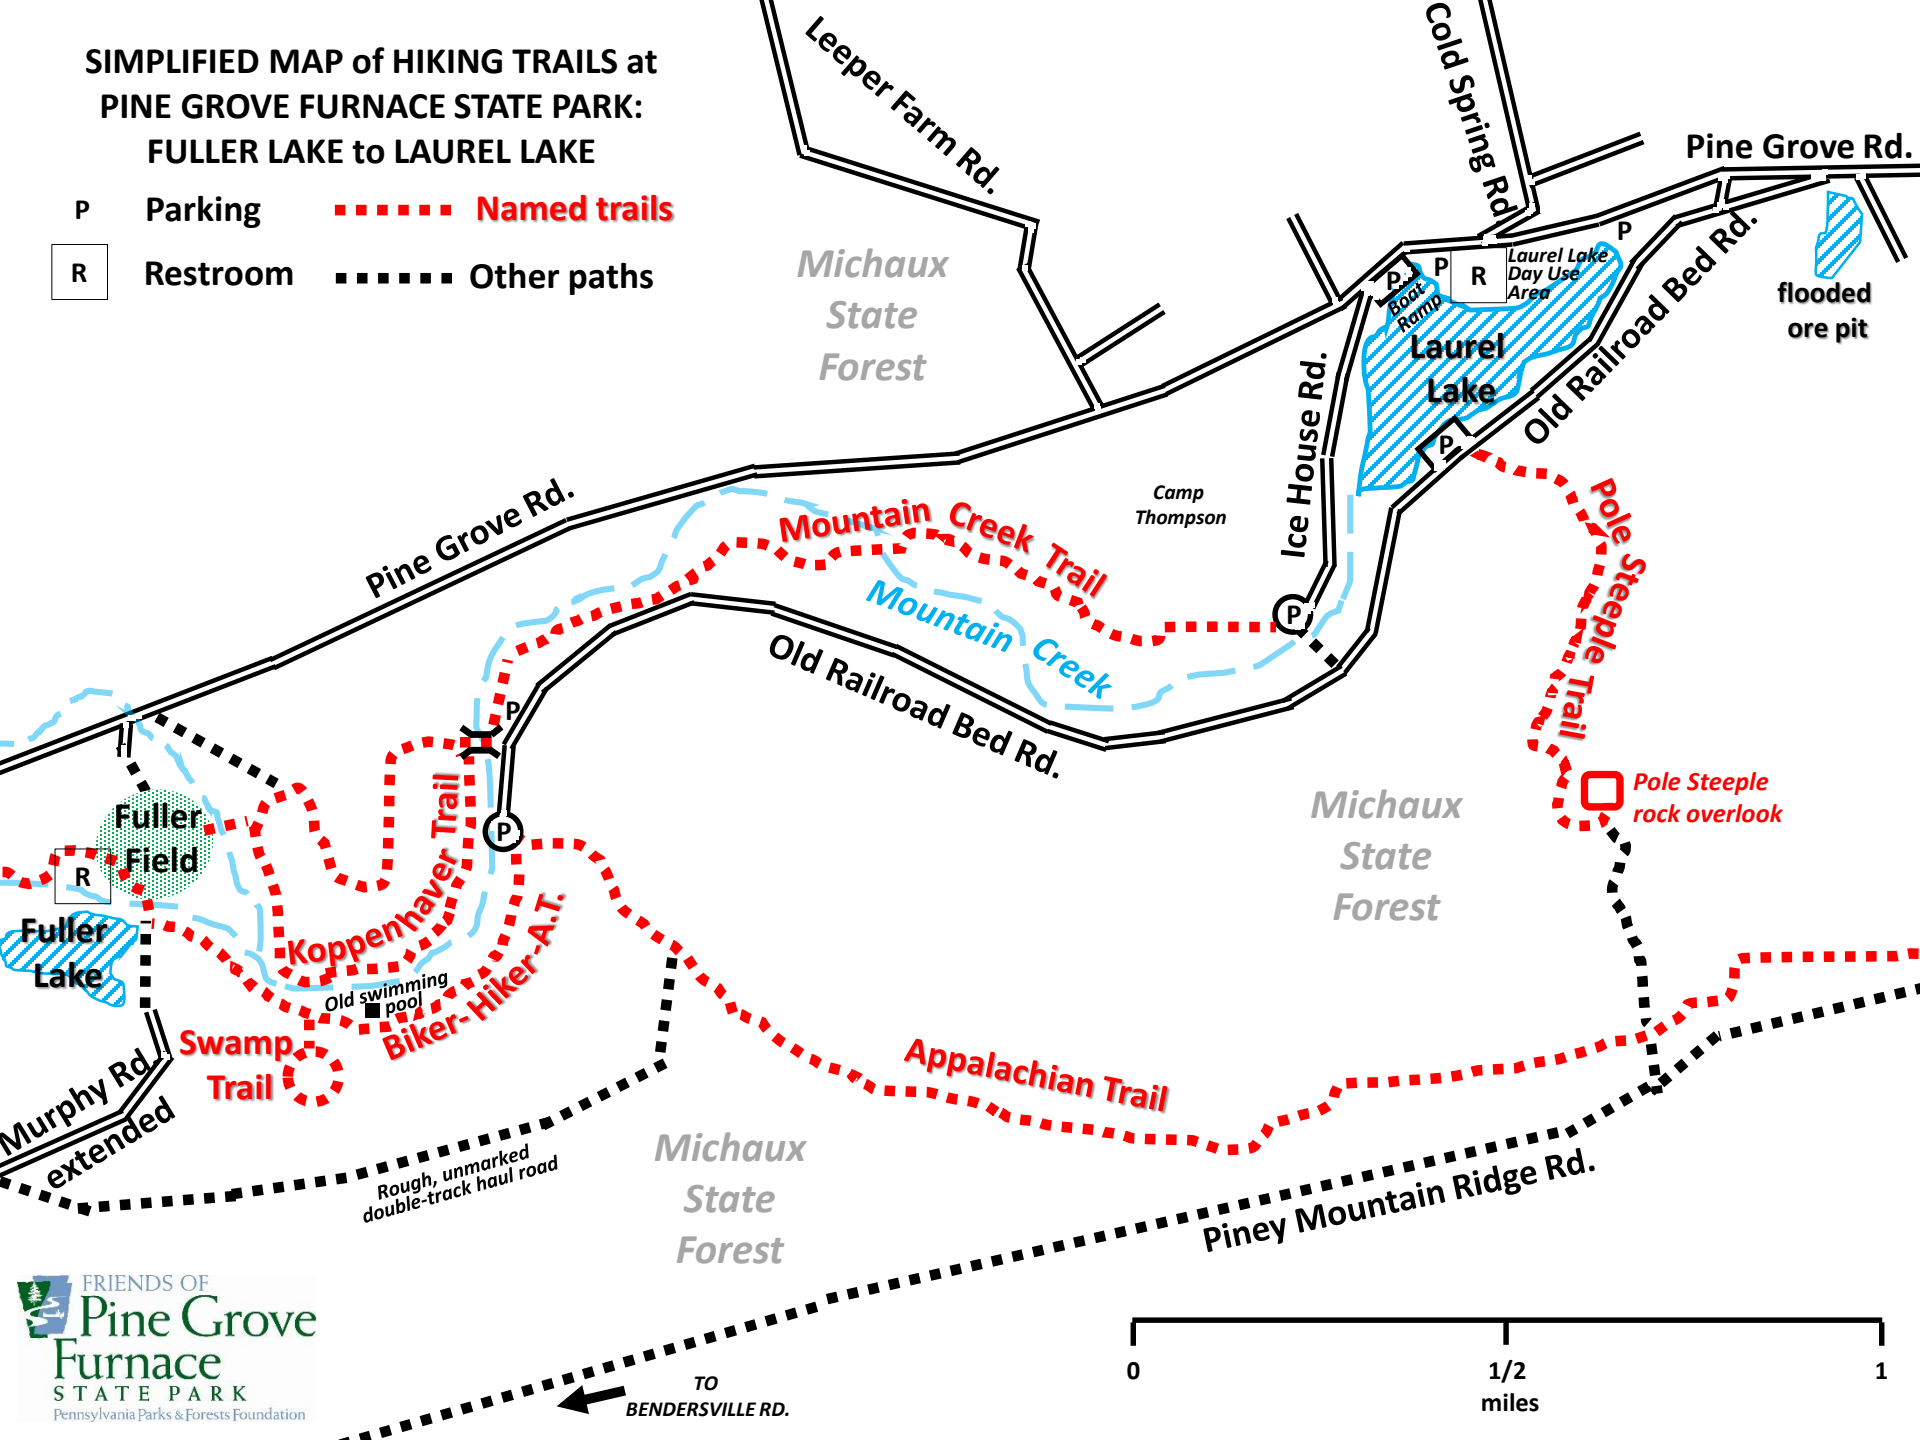 SIMPLIFIED MAP of HIKING TRAILS at
PINE GROVE FURNACE STATE PARK:
FULLER LAKE to LAUREL LAKE
P Parking
Named trails
R Restroom
Other paths
Leeper Farm Rd.
Cold Spring Rd.
Pine Grove Rd.
Michaux
State
Forest
P
P
P
R
Laurel Lake
Day Use
Area
Boat
Ramp
Laurel
Lake
Old Railroad Bed Rd.
flooded
ore pit
P
Ice House Rd.
Camp
Thompson
Pine Grove Rd.
Mountain Creek Trail
Mountain Creek
P
Pole Steeple Trail
Old Railroad Bed Rd.
P
P
Pole Steeple
rock overlook
Michaux
State
Forest
Fuller
Field
R
Fuller
Lake
Koppenhaver Trail
Old swimming
pool
Biker-Hiker-A.T.
Swamp
Trail
Murphy Rd.
extended
Appalachian Trail
Rough, unmarked
double-track haul road
Michaux
State
Forest
Piney Mountain Ridge Rd.
FRIENDS OF
Pine Grove
Furnace
STATE PARK
Pennsylvania Parks & Forests Foundation
TO
BENDERSVILLE RD.
0 1/2 1
miles